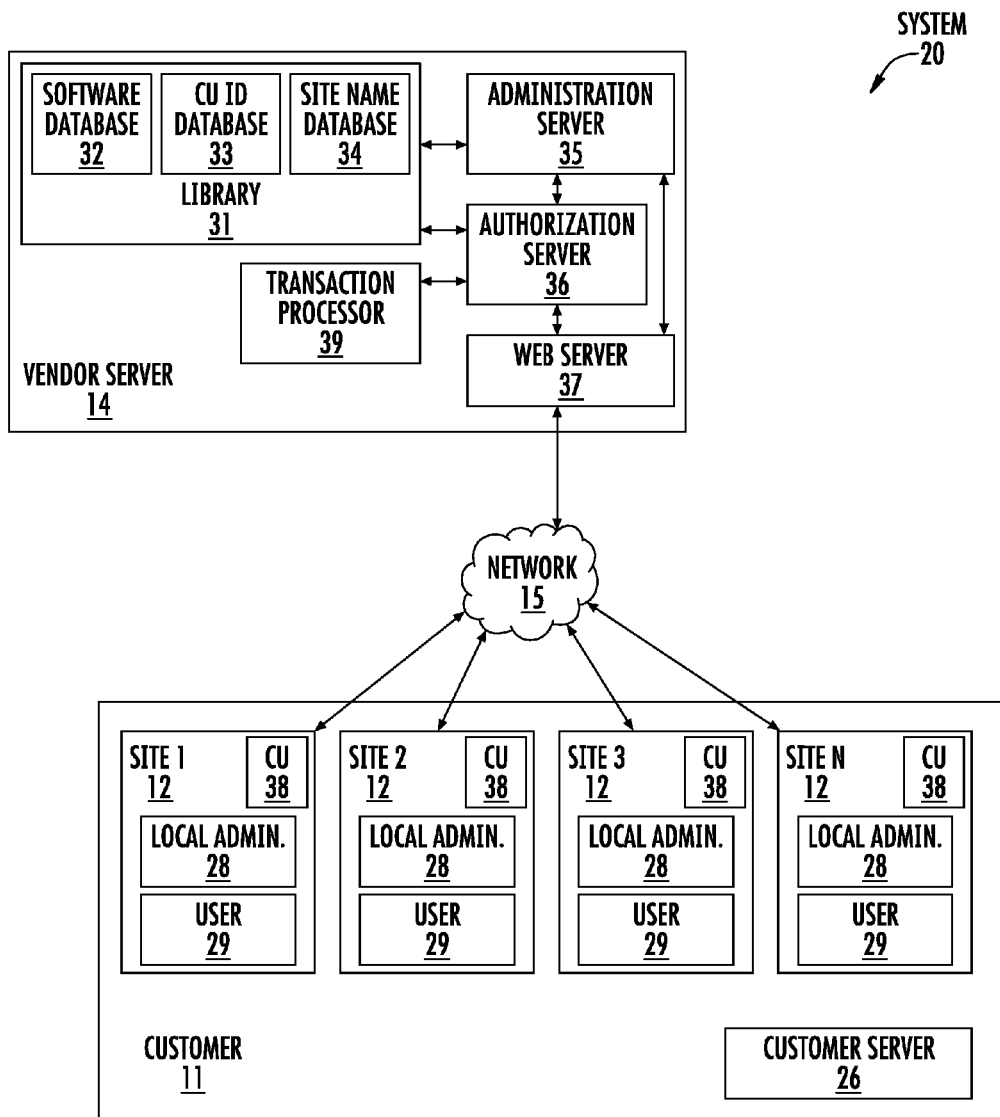 SYSTEM
20
SOFTWARE
DATABASE
32
CU ID
DATABASE
33
SITE NAME
DATABASE
34
LIBRARY
31
ADMINISTRATION
SERVER
35
AUTHORIZATION
SERVER
36
TRANSACTION
PROCESSOR
39
WEB SERVER
37
VENDOR SERVER
14
NETWORK
15
SITE 1
12
CU
38
LOCAL ADMIN.
28
USER
29
SITE 2
12
CU
38
LOCAL ADMIN.
28
USER
29
SITE 3
12
CU
38
LOCAL ADMIN.
28
USER
29
SITE N
12
CU
38
LOCAL ADMIN.
28
USER
29
CUSTOMER
11
CUSTOMER SERVER
26